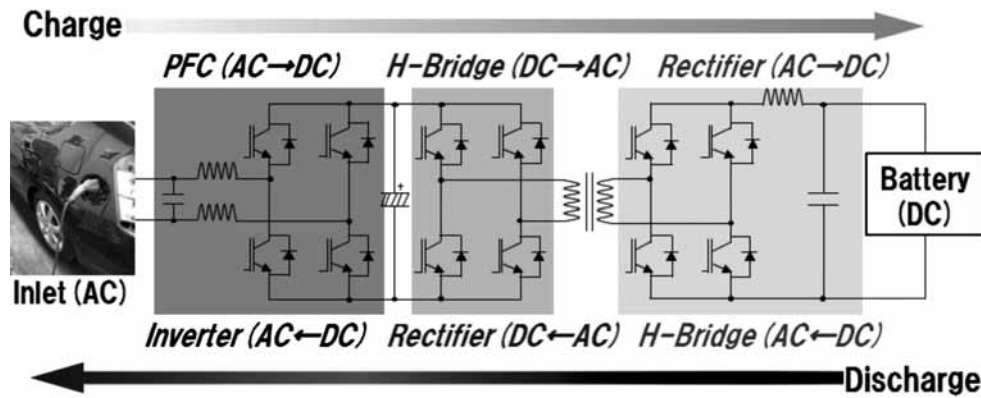 Charge
PFC (AC→DC)
H-Bridge (DC→AC)
Rectifier (AC→DC)
+
Battery
(DC)
Inlet (AC)
Inverter (AC←DC)
Rectifier (DC←AC)
H-Bridge (AC←DC)
Discharge